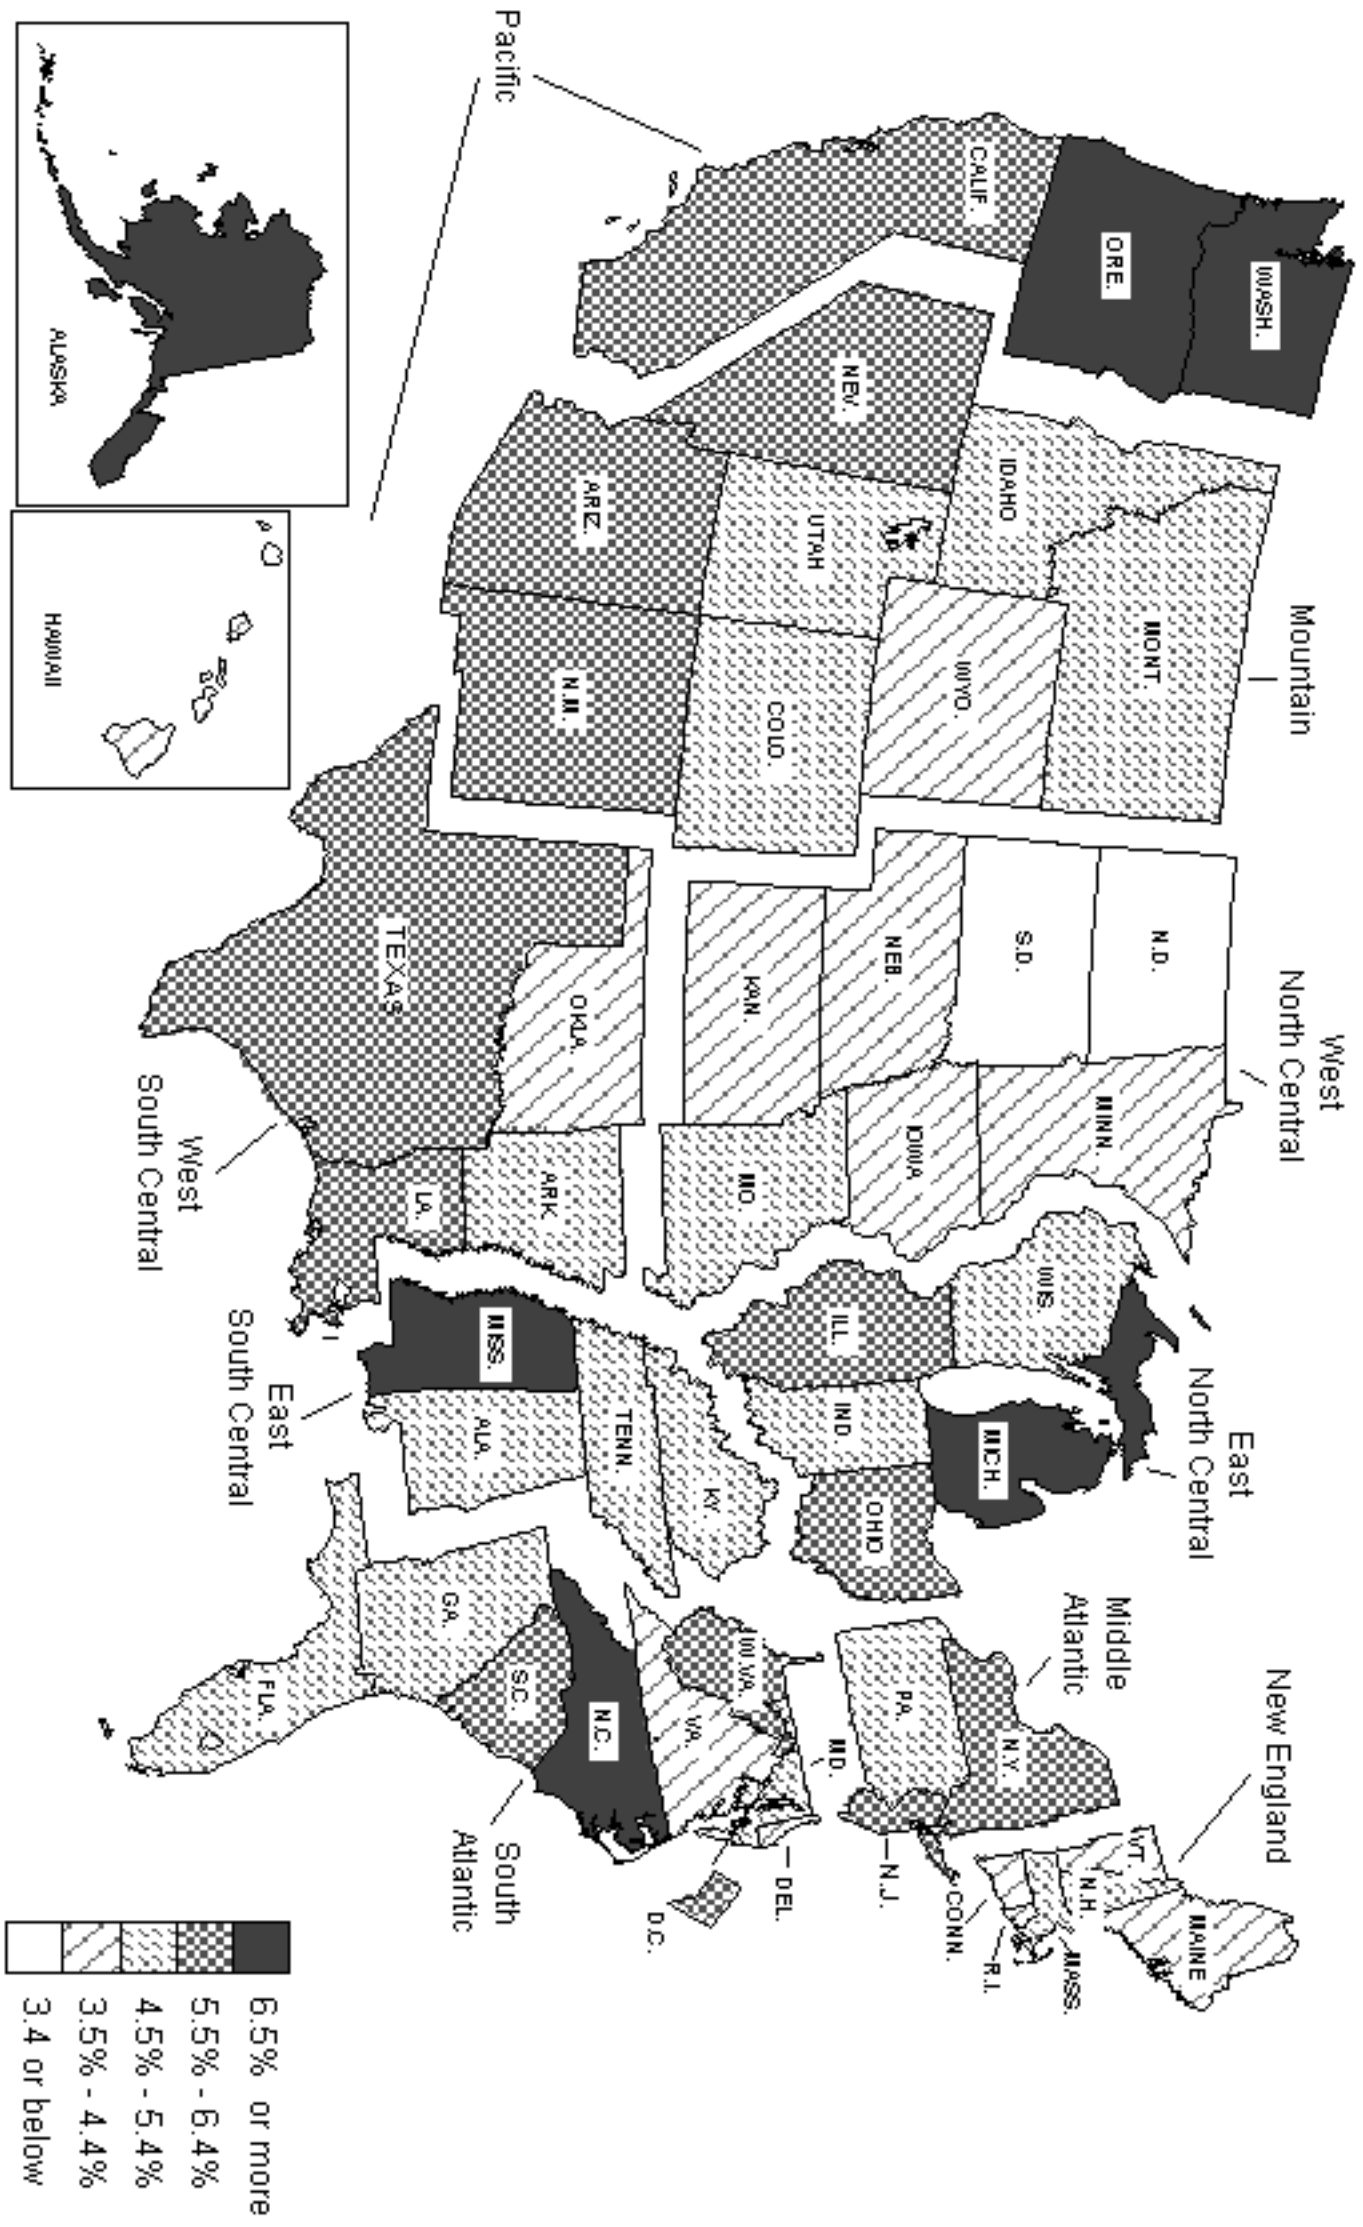 Pacific
Mountain
West
North Central
East
North Central
Middle
Atlantic
New England
WASH.
ORE.
CALIF.
NEV.
IDAHO
MONT.
WYO.
UTAH
COLO.
ARIZ.
N.M.
N.D.
S.D.
NEB.
KAN.
MINN.
IOWA
MO.
OKLA.
TEXAS
ARK.
LA.
WIS.
ILL.
IND.
MICH.
OHIO
KY.
TENN.
MISS.
ALA.
GA.
FLA.
S.C.
N.C.
VA.
W.VA.
MD.
DEL.
D.C.
PA.
N.J.
N.Y.
CONN.
R.I.
MASS.
VT.
N.H.
MAINE
ALASKA
HAWAII
West
South Central
East
South Central
South
Atlantic
6.5% or more
5.5% - 6.4%
4.5% - 5.4%
3.5% - 4.4%
3.4 or below